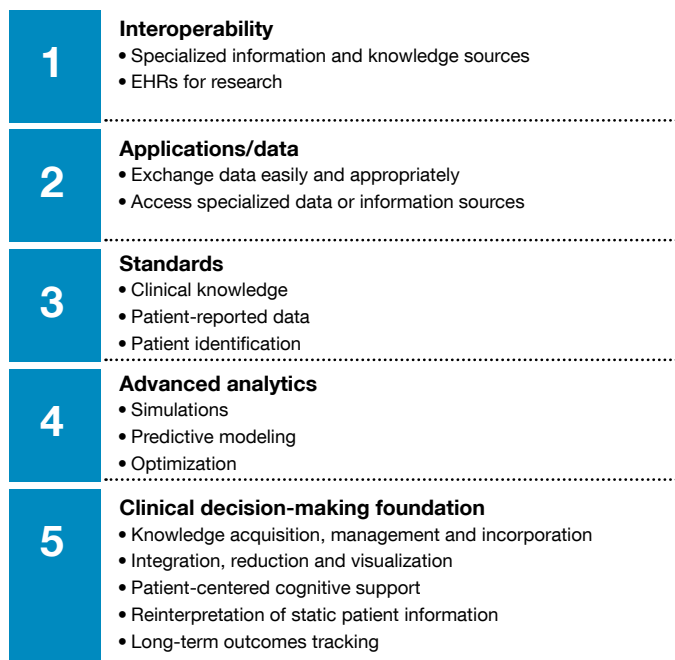 1
Interoperability
• Specialized information and knowledge sources
• EHRs for research
2
Applications/data
• Exchange data easily and appropriately
• Access specialized data or information sources
3
Standards
• Clinical knowledge
• Patient-reported data
• Patient identification
4
Advanced analytics
• Simulations
• Predictive modeling
• Optimization
5
Clinical decision-making foundation
• Knowledge acquisition, management and incorporation
• Integration, reduction and visualization
• Patient-centered cognitive support
• Reinterpretation of static patient information
• Long-term outcomes tracking